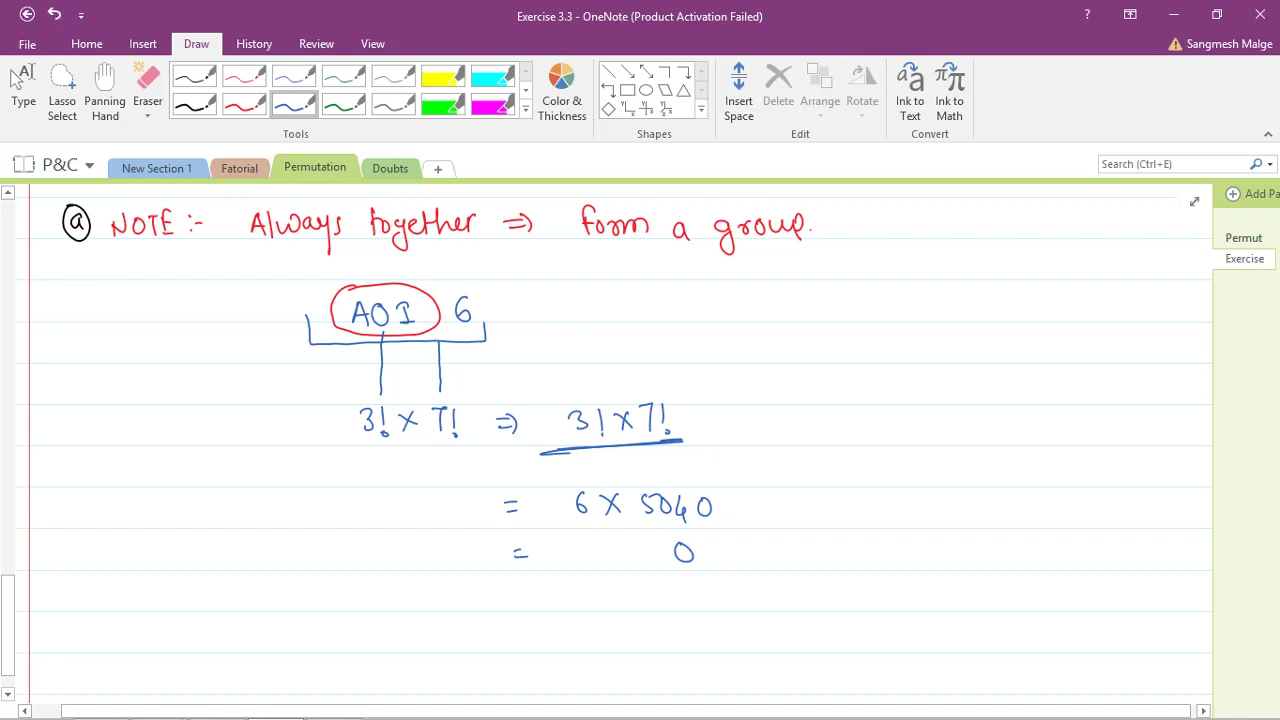 Exercise 3.3 - OneNote (Product Activation Failed)
File Home Insert Draw History Review View Sangmesh Malge
Type Lasso Select Panning Hand Eraser Color & Thickness Insert Space Delete Arrange Rotate Ink to Text Ink to Math
Tools Shapes Edit Convert
P&C New Section 1 Fatorial Permutation Doubts Search (Ctrl+E)
Add Pa
Permut
Exercise
a NOTE :- Always together ⇒ form a group.
AOI 6
3! × 7! ⇒ 3! × 7!
= 6 × 5040
= 0